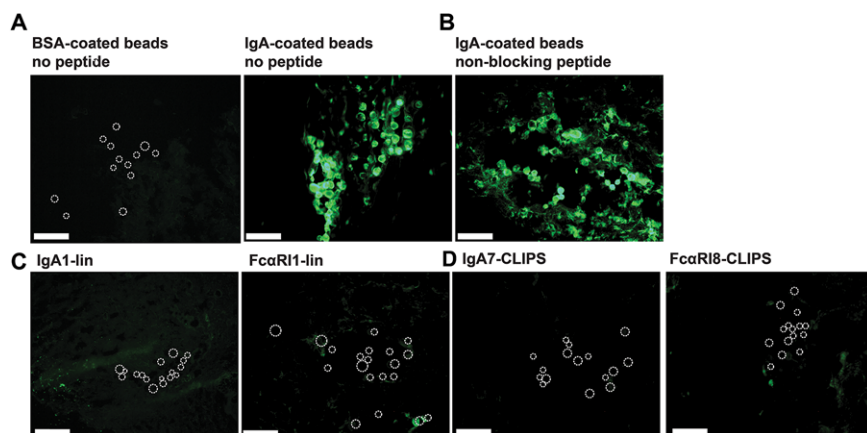 A
BSA-coated beads
no peptide
IgA-coated beads
no peptide
B
IgA-coated beads
non-blocking peptide
C
IgA1-lin
FcαRI1-lin
D
IgA7-CLIPS
FcαRI8-CLIPS